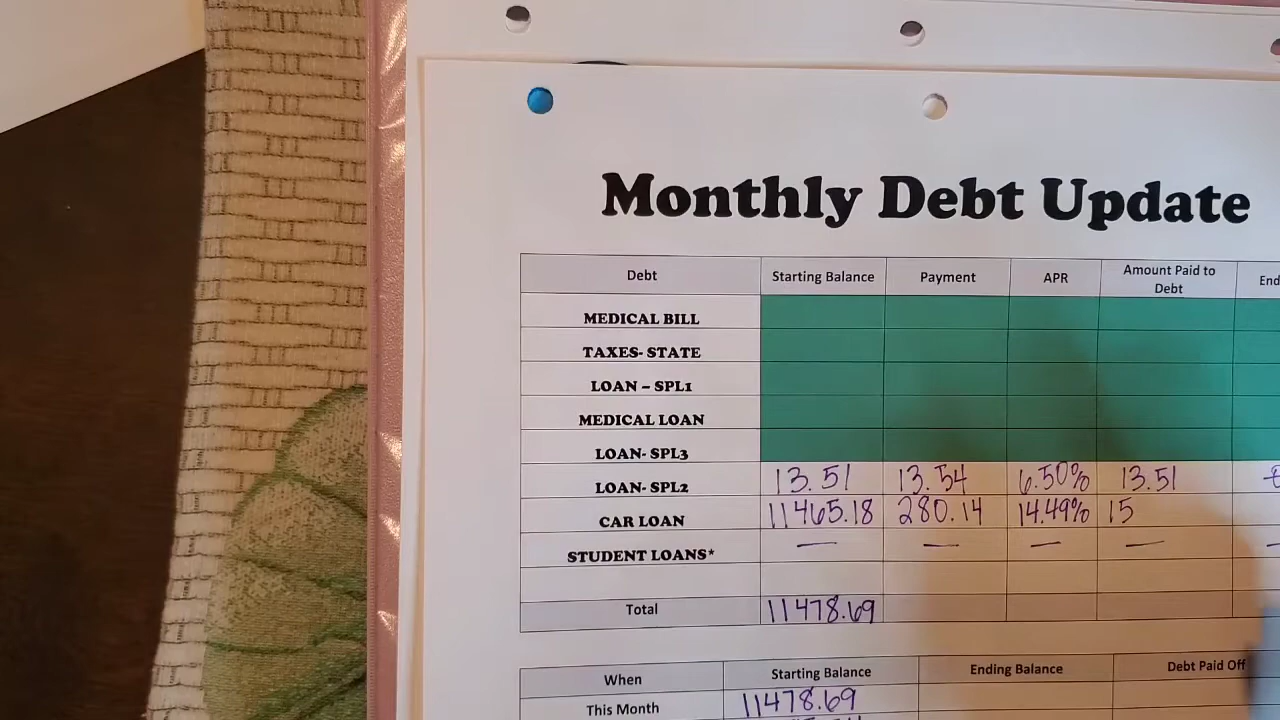 Monthly Debt Update
Debt Starting Balance Payment APR Amount Paid to Debt End
MEDICAL BILL
TAXES- STATE
LOAN – SPL1
MEDICAL LOAN
LOAN- SPL3
LOAN- SPL2 13.51 13.54 6.50% 13.51
CAR LOAN 11465.18 280.14 14.49% 15
STUDENT LOANS* — — — — —
Total 11478.69
When Starting Balance Ending Balance Debt Paid Off
This Month 11478.69